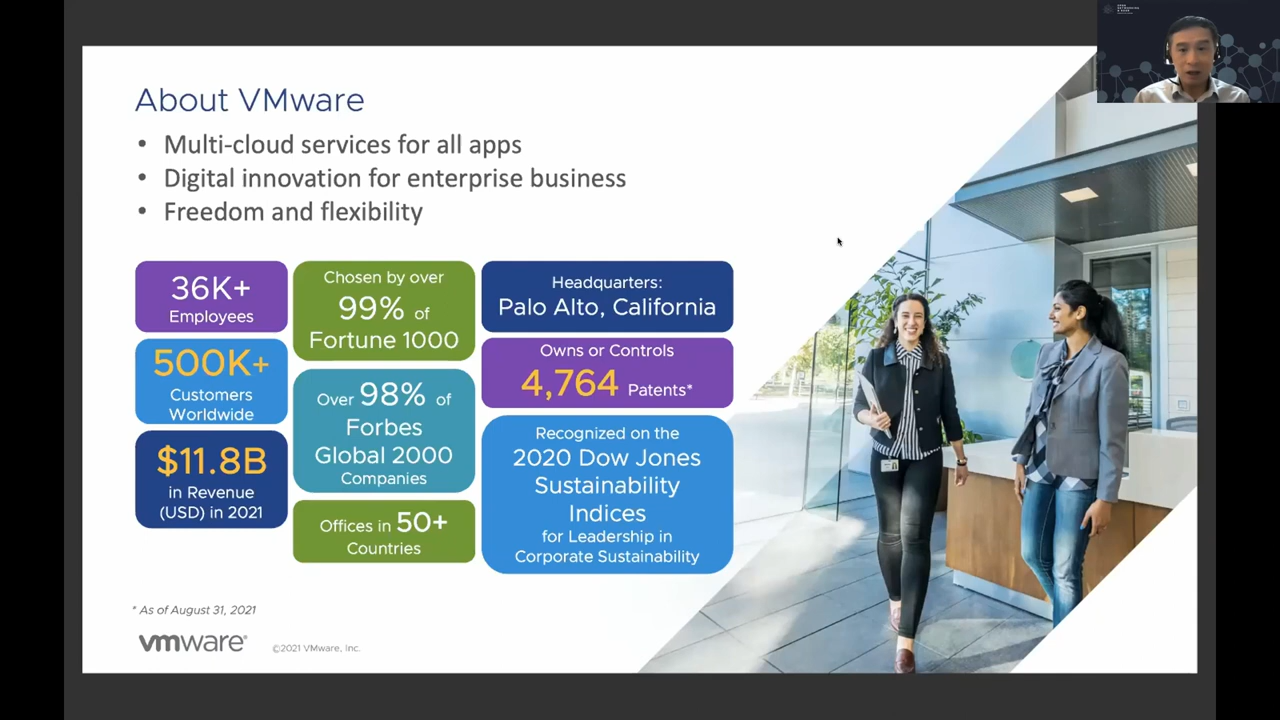 About VMware
• Multi-cloud services for all apps
• Digital innovation for enterprise business
• Freedom and flexibility
36K+
Employees
500K+
Customers
Worldwide
$11.8B
in Revenue
(USD) in 2021
Chosen by over
99% of
Fortune 1000
Over 98% of
Forbes
Global 2000
Companies
Offices in 50+
Countries
Headquarters:
Palo Alto, California
Owns or Controls
4,764 Patents*
Recognized on the
2020 Dow Jones
Sustainability
Indices
for Leadership in
Corporate Sustainability
* As of August 31, 2021
vmware®
©2021 VMware, Inc.